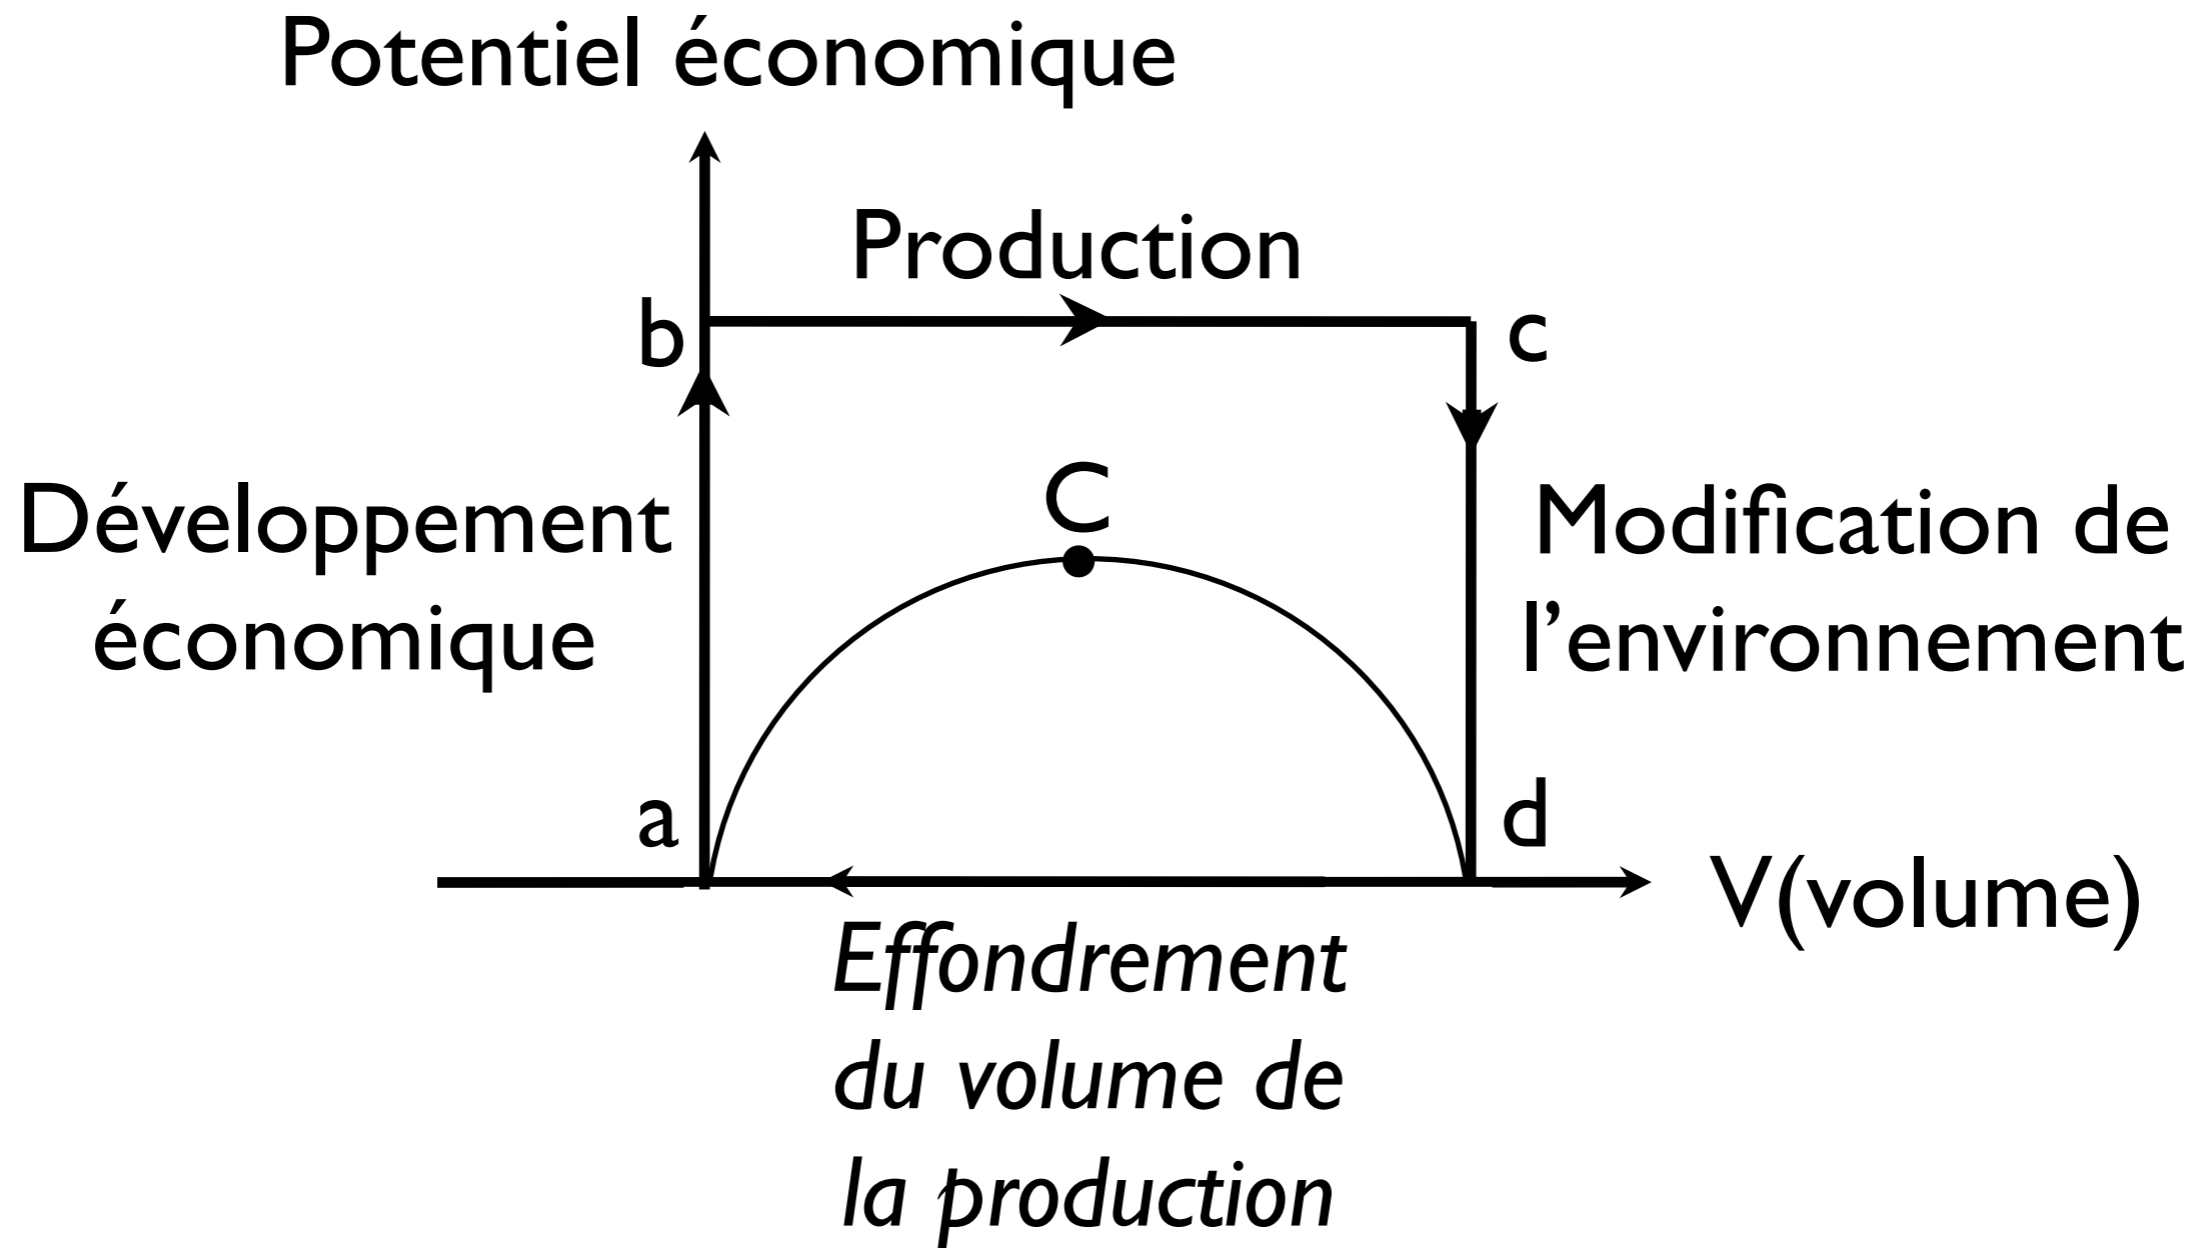 Potentiel économique
Production
b
c
C
Développement
économique
Modification de
l'environnement
a
d
V(volume)
Effondrement
du volume de
la production